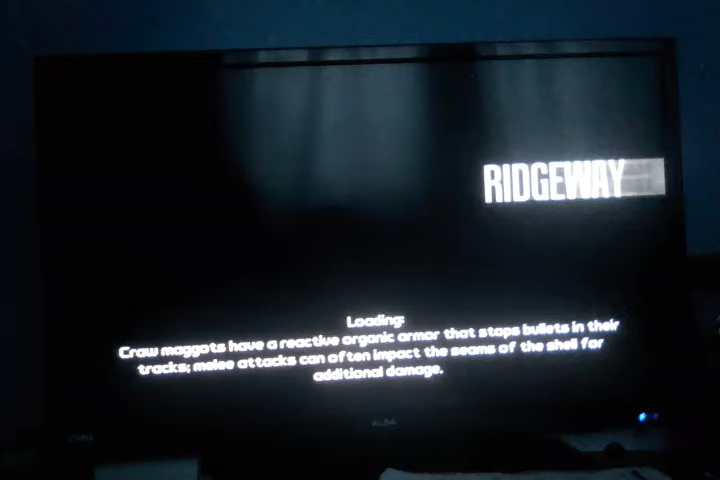 RIDGEWAY
Loading:
Craw maggots have a reactive organic armor that stops bullets in their
tracks; melee attacks can often impact the seams of the shell for
additional damage.
ALBA